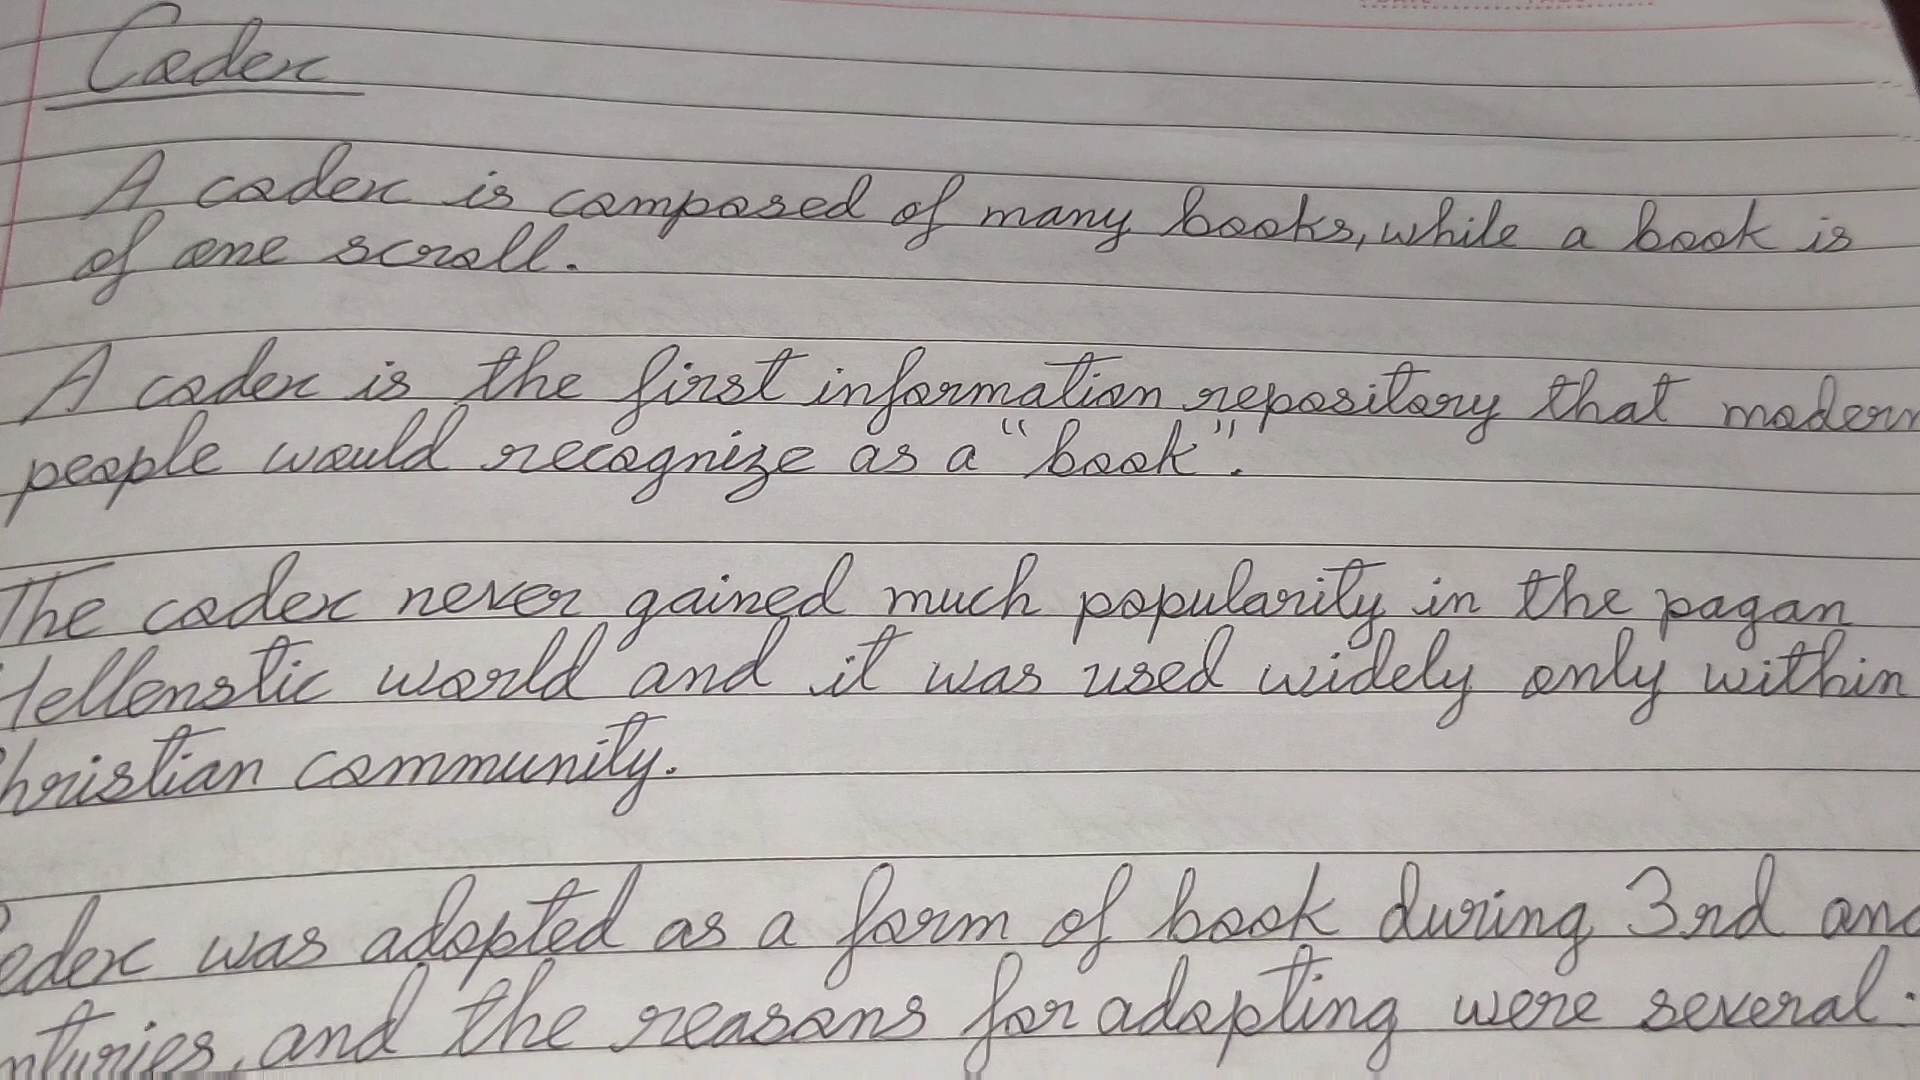 Codex
A codex is composed of many books, while a book is
of one scroll.
A codex is the first information repository that modern
people would recognize as a "book".
The codex never gained much popularity in the pagan
Hellenstic world and it was used widely only within
Christian community.
Codex was adopted as a form of book during 3rd and
and the reasons for adopting were several: